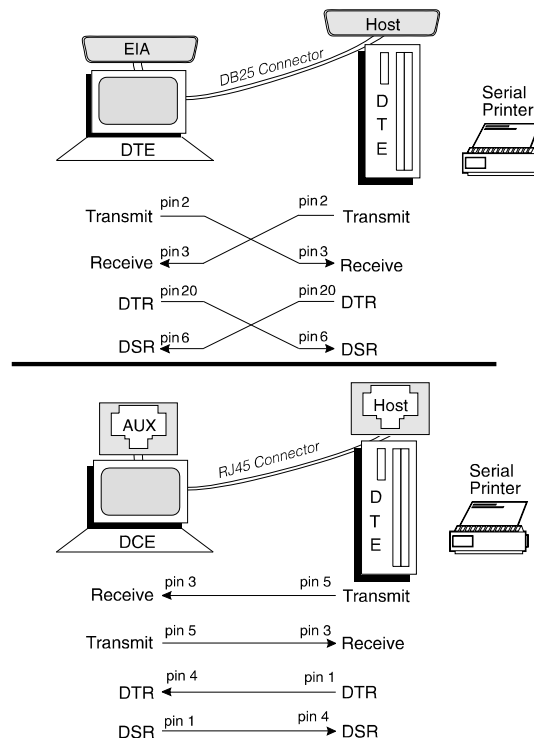 EIA
Host
DB25 Connector
D
T
E
DTE
Serial
Printer
Transmit pin 2 pin 2 Transmit
Receive pin 3 pin 3 Receive
DTR pin 20 pin 20 DTR
DSR pin 6 pin 6 DSR
AUX
Host
RJ45 Connector
D
T
E
DCE
Serial
Printer
Receive pin 3 pin 5 Transmit
Transmit pin 5 pin 3 Receive
DTR pin 4 pin 1 DTR
DSR pin 1 pin 4 DSR